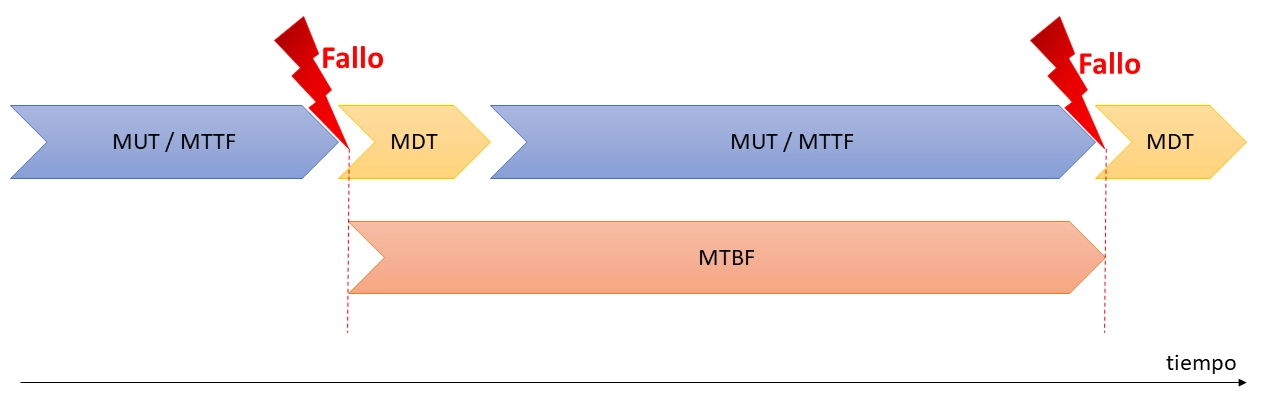 Fallo
Fallo
MUT / MTTF
MDT
MUT / MTTF
MDT
MTBF
tiempo